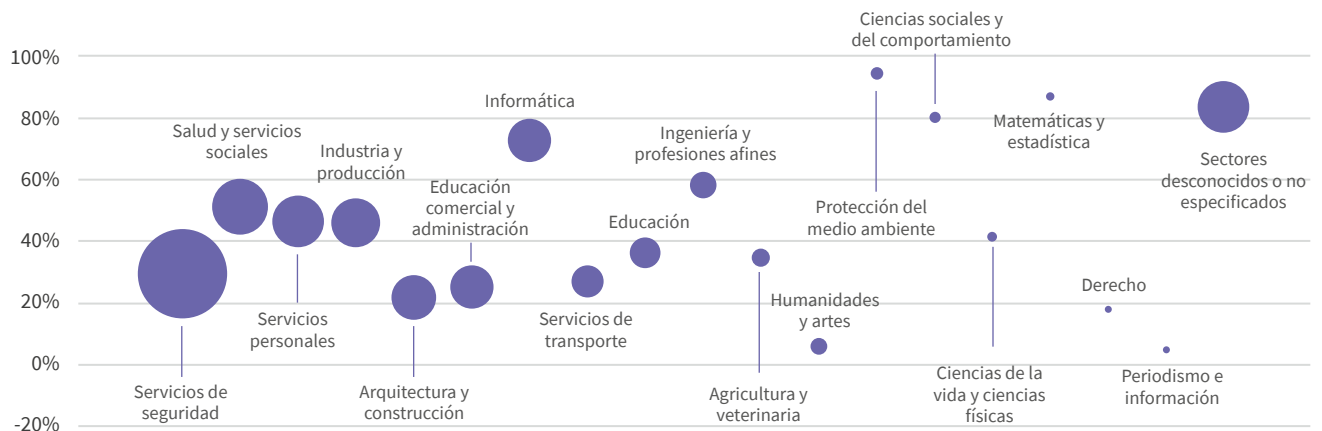 100%
80%
60%
40%
20%
0%
-20%
Servicios de
seguridad
Salud y servicios
sociales
Servicios
personales
Industria y
producción
Arquitectura y
construcción
Educación
comercial y
administración
Informática
Servicios de
transporte
Educación
Ingeniería y
profesiones afines
Agricultura y
veterinaria
Humanidades
y artes
Protección del
medio ambiente
Ciencias sociales y
del comportamiento
Ciencias de la
vida y ciencias
físicas
Matemáticas y
estadística
Derecho
Periodismo e
información
Sectores
desconocidos o no
especificados